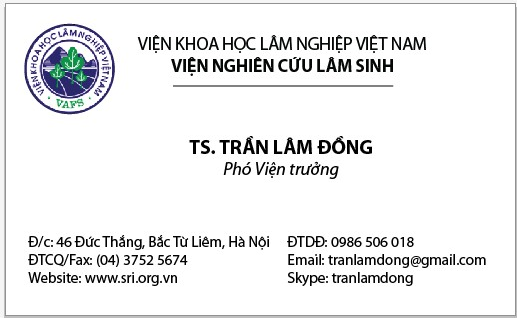 VIỆN KHOA HỌC LÂM NGHIỆP VIỆT NAM
VIỆN NGHIÊN CỨU LÂM SINH
VIỆN KHOA HỌC LÂM NGHIỆP VIỆT NAM
VAFS
TS. TRẦN LÂM ĐỒNG
Phó Viện trưởng
Đ/c: 46 Đức Thắng, Bắc Từ Liêm, Hà Nội
ĐTCQ/Fax: (04) 3752 5674
Website: www.sri.org.vn
ĐTDĐ: 0986 506 018
Email: tranlamdong@gmail.com
Skype: tranlamdong